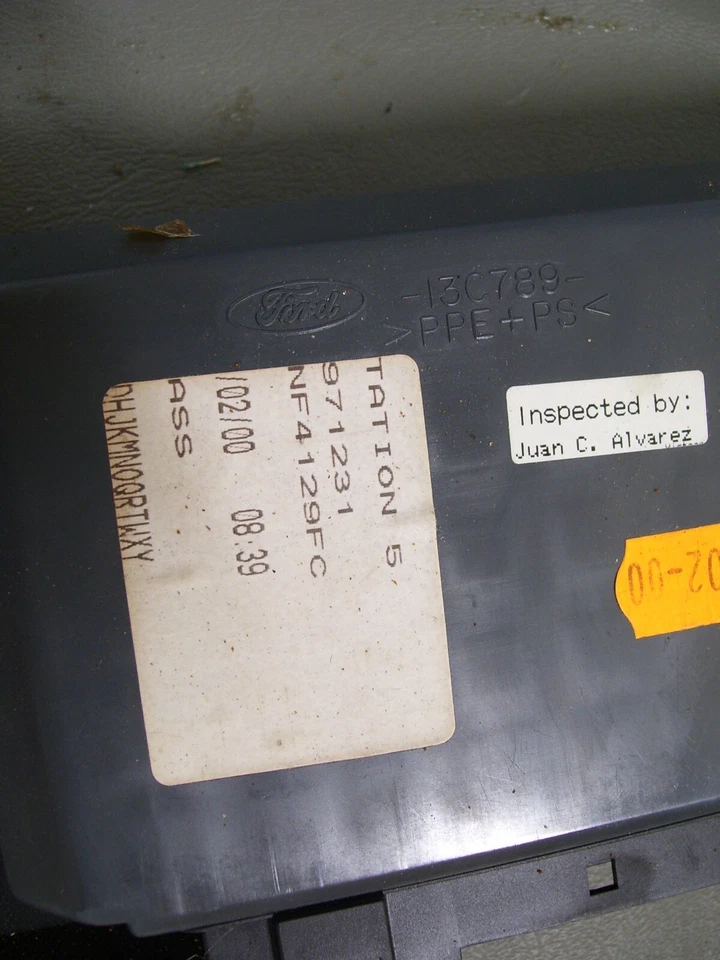 Ford
-13C789-
>PPE+PS<
TATION 5
971231
NF4129FC
/02/00 08:39
ASS
DHJKMNOQRTWXY
Inspected by:
Juan C. Alvarez
02-00